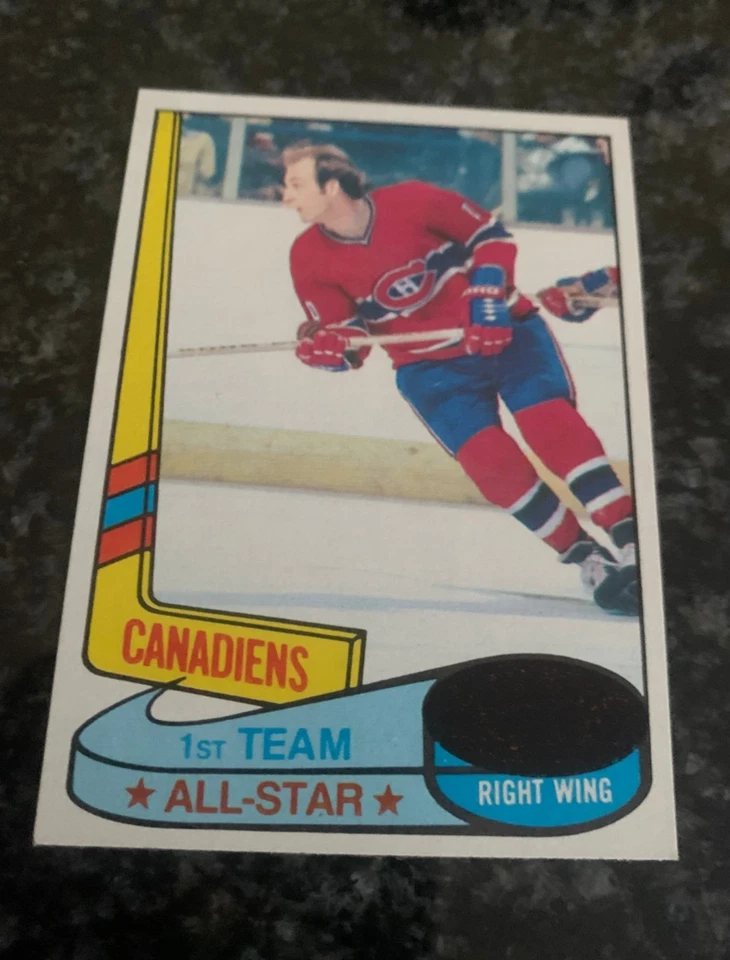 CANADIENS
1ST TEAM
★ ALL-STAR ★
RIGHT WING